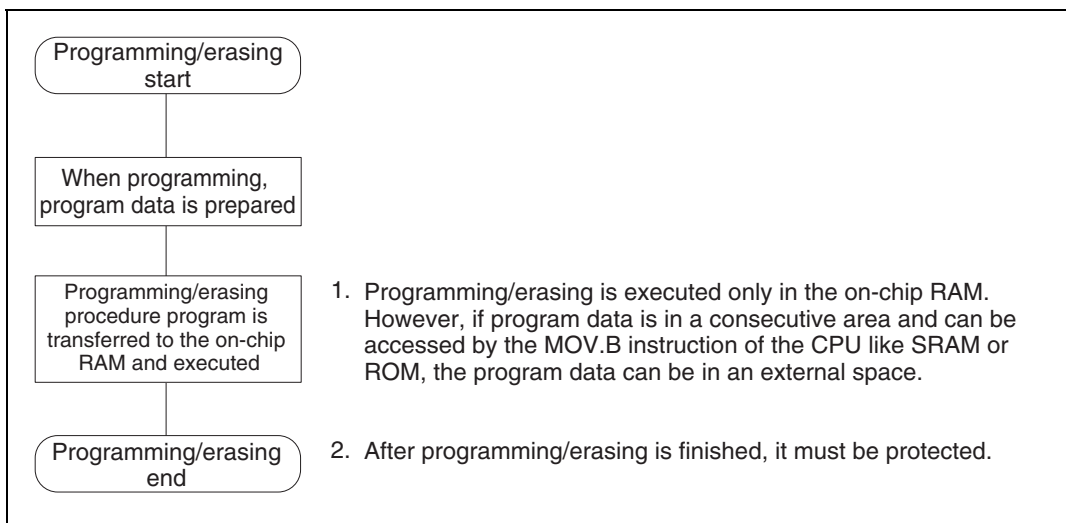 Programming/erasing
start
When programming,
program data is prepared
Programming/erasing
procedure program is
transferred to the on-chip
RAM and executed
1. Programming/erasing is executed only in the on-chip RAM.
However, if program data is in a consecutive area and can be
accessed by the MOV.B instruction of the CPU like SRAM or
ROM, the program data can be in an external space.
Programming/erasing
end
2. After programming/erasing is finished, it must be protected.